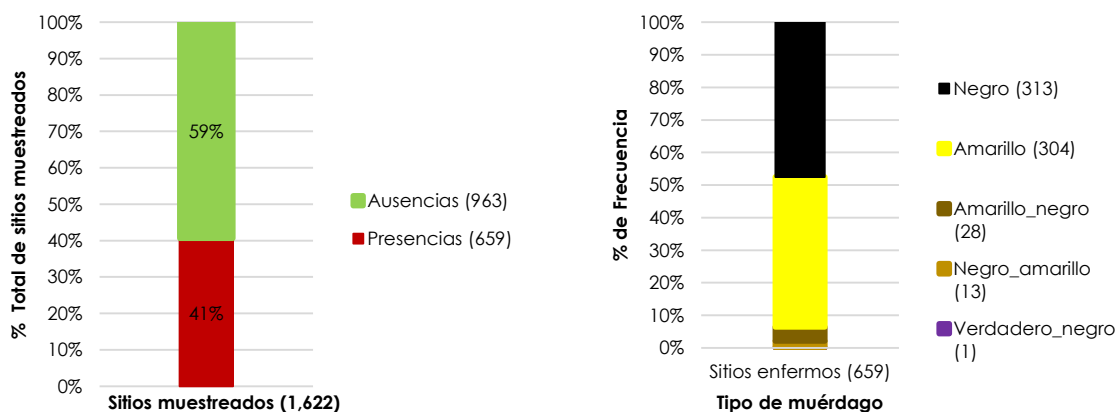 100%
90%
80%
70%
60%
50%
40%
30%
20%
10%
0%
% Total de sitios muestreados
59%
41%
Sitios muestreados (1,622)
Ausencias (963)
Presencias (659)
100%
90%
80%
70%
60%
50%
40%
30%
20%
10%
0%
% de Frecuencia
Sitios enfermos (659)
Tipo de muérdago
Negro (313)
Amarillo (304)
Amarillo_negro
(28)
Negro_amarillo
(13)
Verdadero_negro
(1)